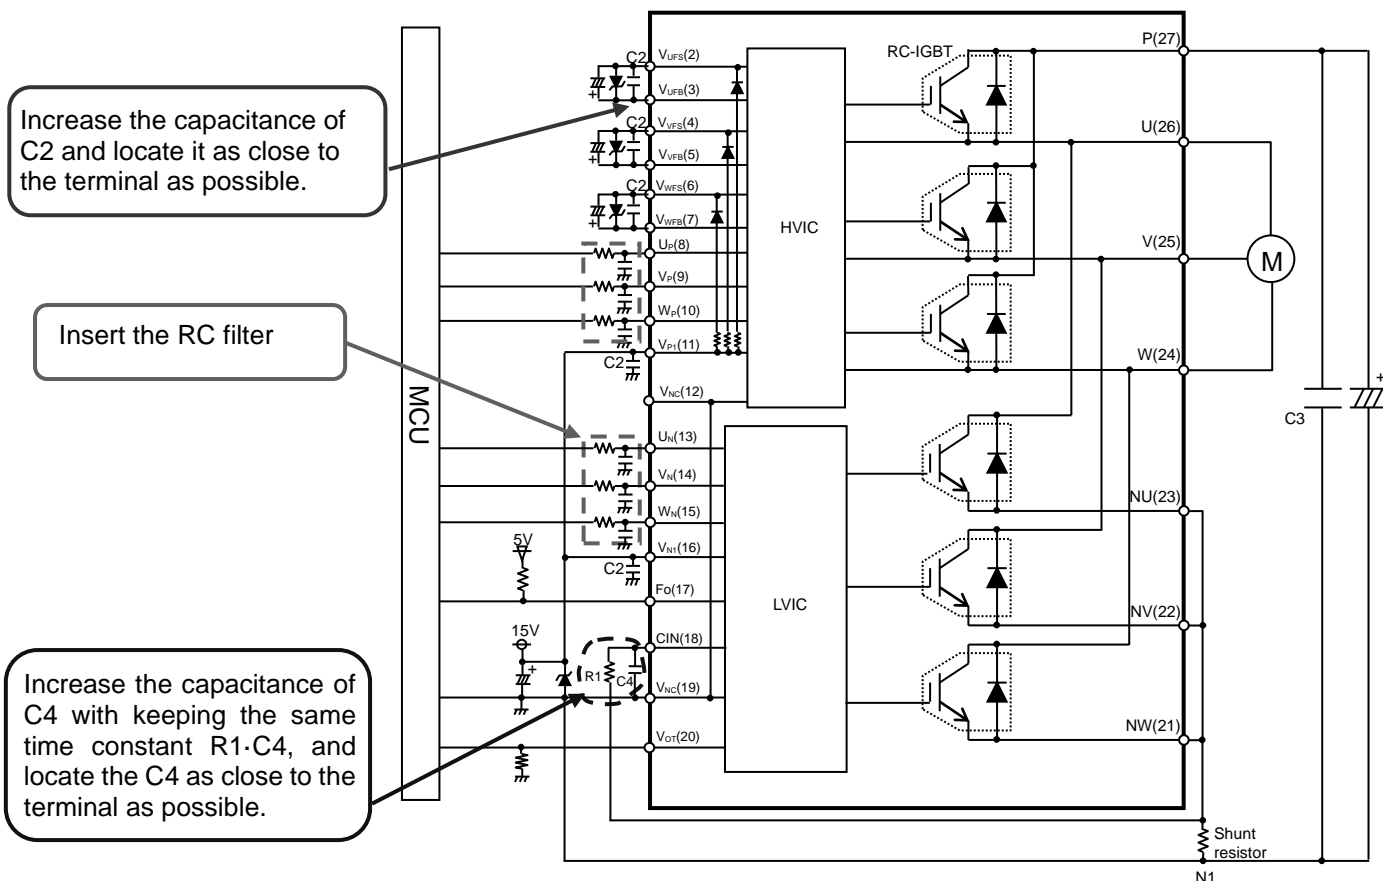 Increase the capacitance of
C2 and locate it as close to
the terminal as possible.
Insert the RC filter
Increase the capacitance of
C4 with keeping the same
time constant R1·C4, and
locate the C4 as close to the
terminal as possible.
MCU
C2
VUFS(2)
VUFB(3)
C2
VVFS(4)
VVFB(5)
C2
VWFS(6)
VWFB(7)
UP(8)
VP(9)
WP(10)
VP1(11)
C2
VNC(12)
UN(13)
VN(14)
WN(15)
5V
VN1(16)
C2
Fo(17)
15V
CIN(18)
R1
C4
VNC(19)
VOT(20)
+
+
+
+
HVIC
LVIC
RC-IGBT
P(27)
U(26)
V(25)
W(24)
M
NU(23)
NV(22)
NW(21)
C3
+
Shunt
resistor
N1